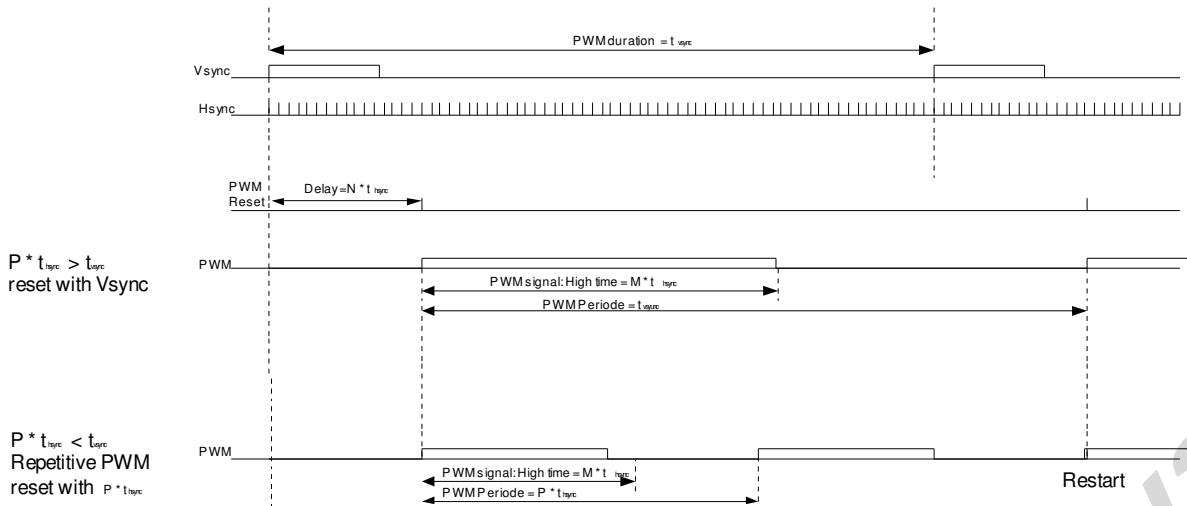 PWM duration = t vsync
Vsync
Hsync
PWM
Reset
Delay=N * t hsync
P * t hsync > t vsync
reset with Vsync
PWM
PWM signal: High time = M * t hsync
PWM Periode = t vsyunc
P * t hsync < t vsync
Repetitive PWM
reset with P * t hsync
PWM
PWM signal: High time = M * t hsync
PWM Periode = P * t hsync
Restart